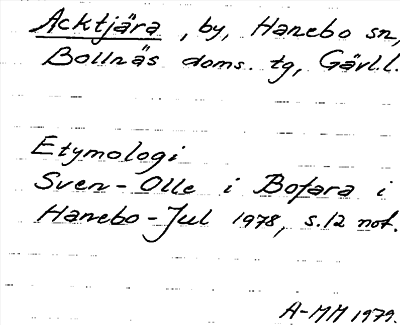 Acktjära, by, Hanebo sn,
Bollnäs doms. tg, Gävl.l.
Etymologi
Sven-Olle i Bofara i
Hanebo-Jul 1978, s.12 not.
A-MM 1979.